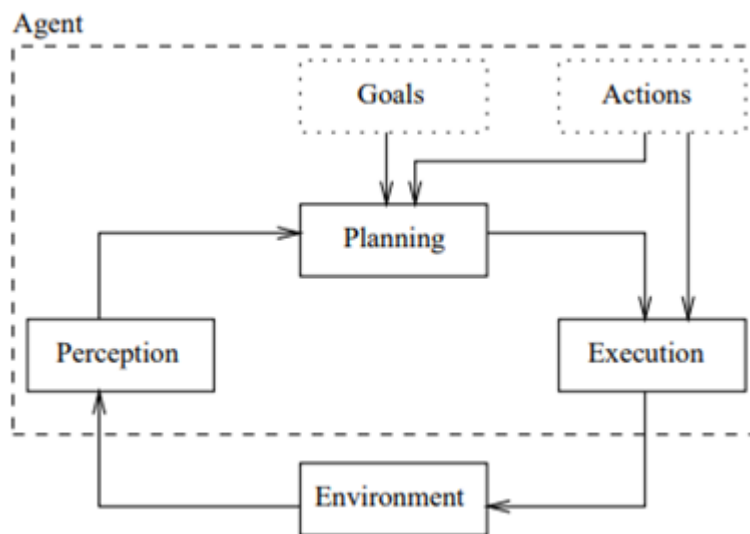 Agent
Goals
Actions
Planning
Perception
Execution
Environment